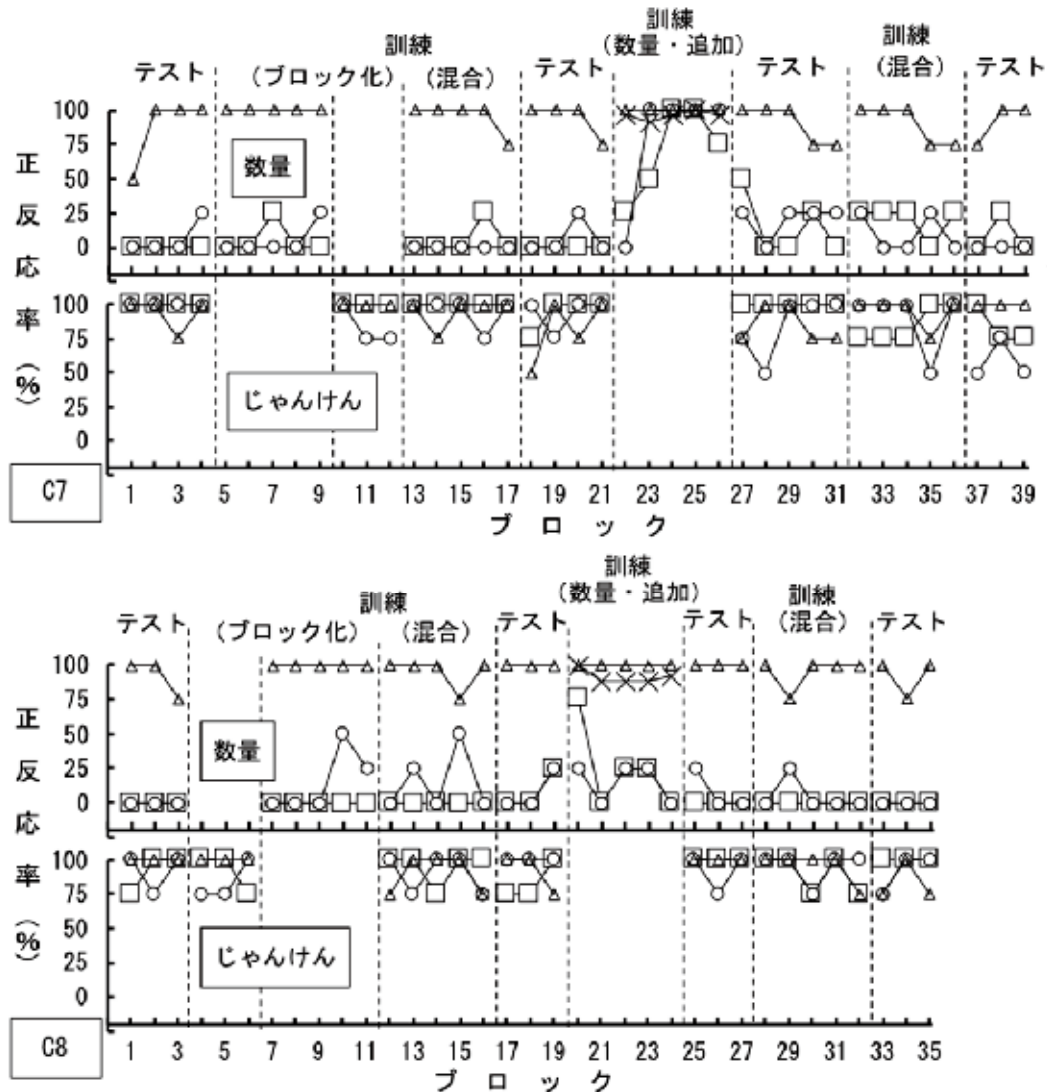 訓練
訓練
(数量・追加)
訓練
テスト
(ブロック化)
(混合)
テスト
テスト
(混合)
テスト
100
75
50
25
0
数量
100
75
50
25
0
じゃんけん
正反応率(%)
C7
1 3 5 7 9 11 13 15 17 19 21 23 25 27 29 31 33 35 37 39
ブロック
訓練
訓練
(数量・追加)
訓練
テスト
(ブロック化)
(混合)
テスト
テスト
(混合)
テスト
100
75
50
25
0
数量
100
75
50
25
0
じゃんけん
正反応率(%)
C8
1 3 5 7 9 11 13 15 17 19 21 23 25 27 29 31 33 35
ブロック